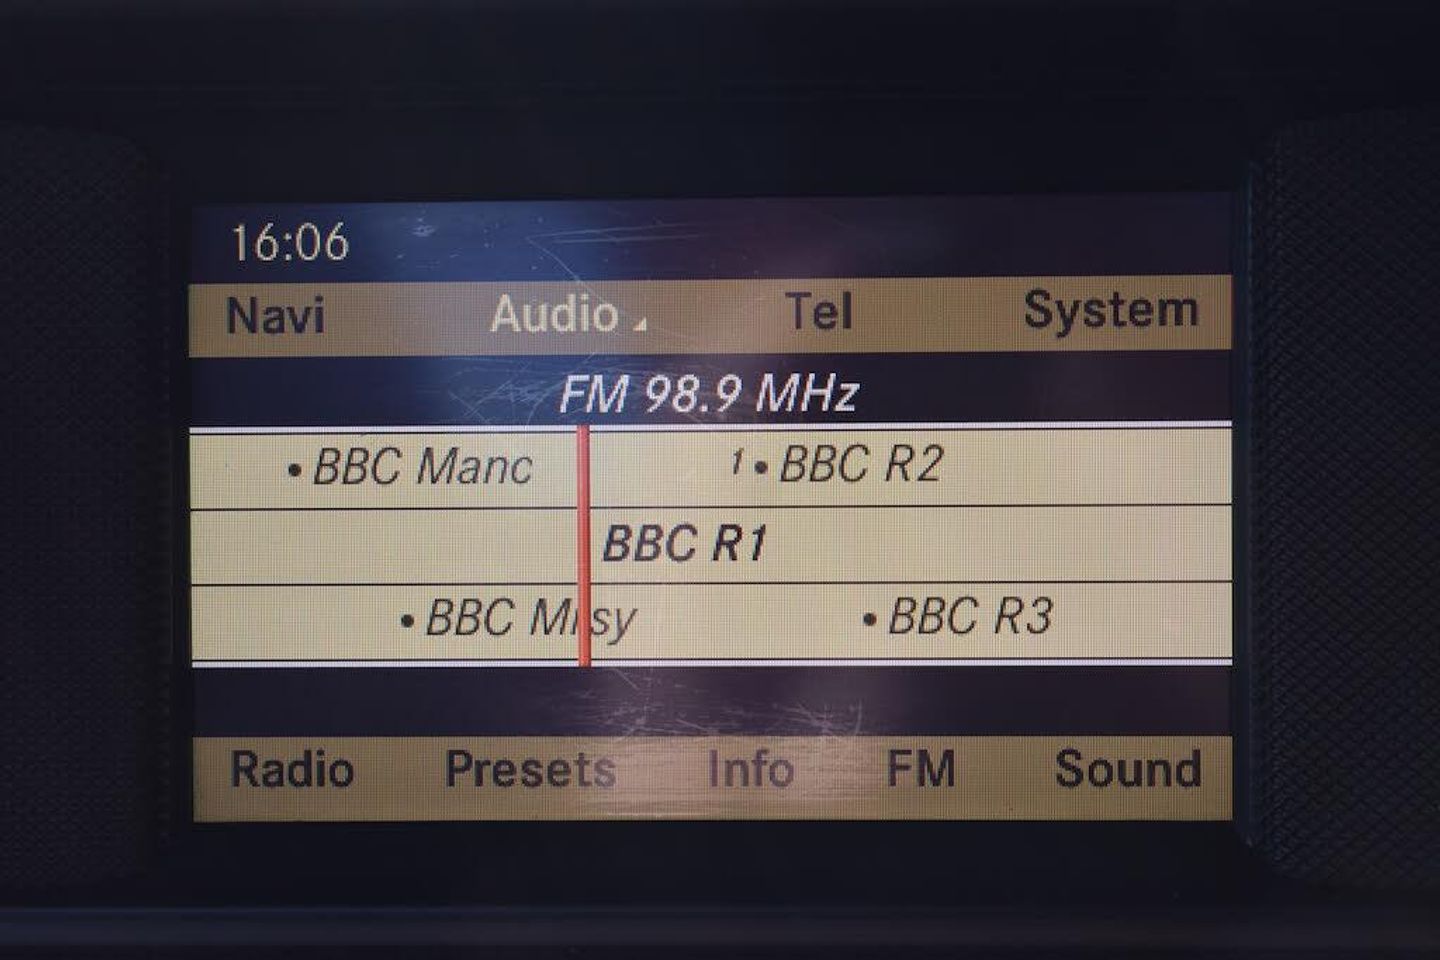 16:06
Navi Audio Tel System
FM 98.9 MHz
• BBC Manc 1 • BBC R2
BBC R1
• BBC • BBC R3
Radio Presets Info FM Sound